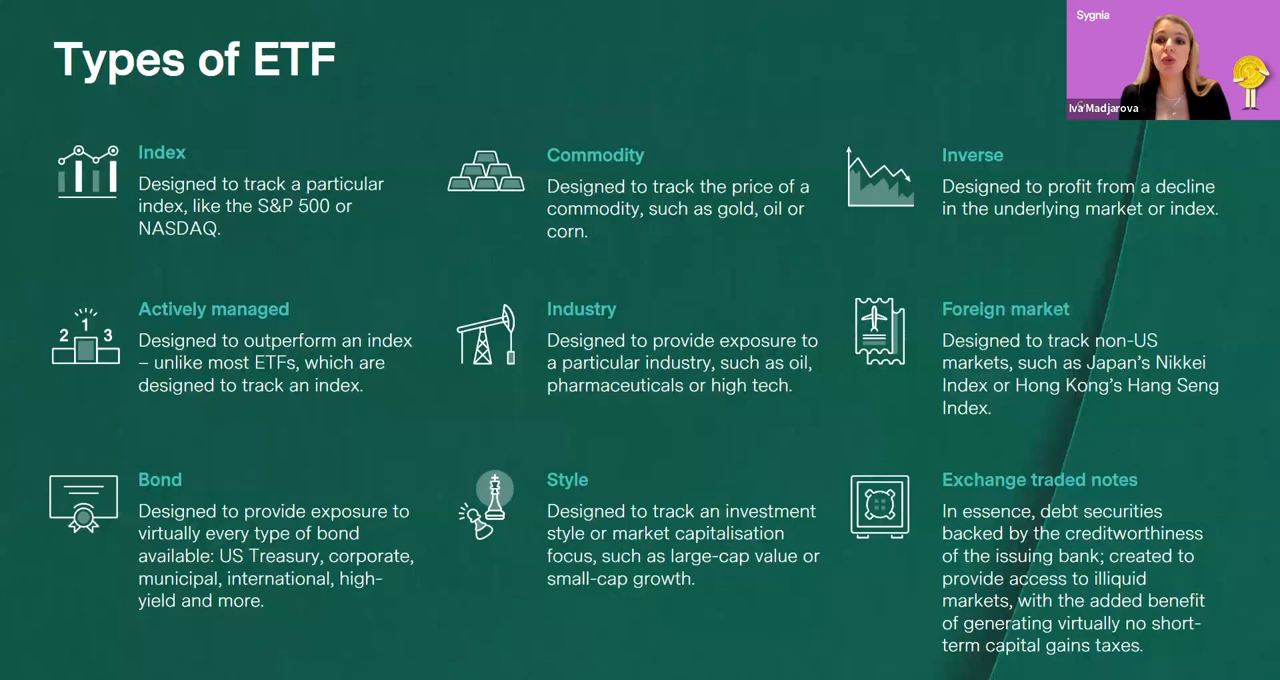 Types of ETF
Sygnia
Iva Madjarova
Index
Designed to track a particular
index, like the S&P 500 or
NASDAQ.
Commodity
Designed to track the price of a
commodity, such as gold, oil or
corn.
Inverse
Designed to profit from a decline
in the underlying market or index.
2 1 3
Actively managed
Designed to outperform an index
– unlike most ETFs, which are
designed to track an index.
Industry
Designed to provide exposure to
a particular industry, such as oil,
pharmaceuticals or high tech.
Foreign market
Designed to track non-US
markets, such as Japan's Nikkei
Index or Hong Kong's Hang Seng
Index.
Bond
Designed to provide exposure to
virtually every type of bond
available: US Treasury, corporate,
municipal, international, high-
yield and more.
Style
Designed to track an investment
style or market capitalisation
focus, such as large-cap value or
small-cap growth.
Exchange traded notes
In essence, debt securities
backed by the creditworthiness
of the issuing bank; created to
provide access to illiquid
markets, with the added benefit
of generating virtually no short-
term capital gains taxes.